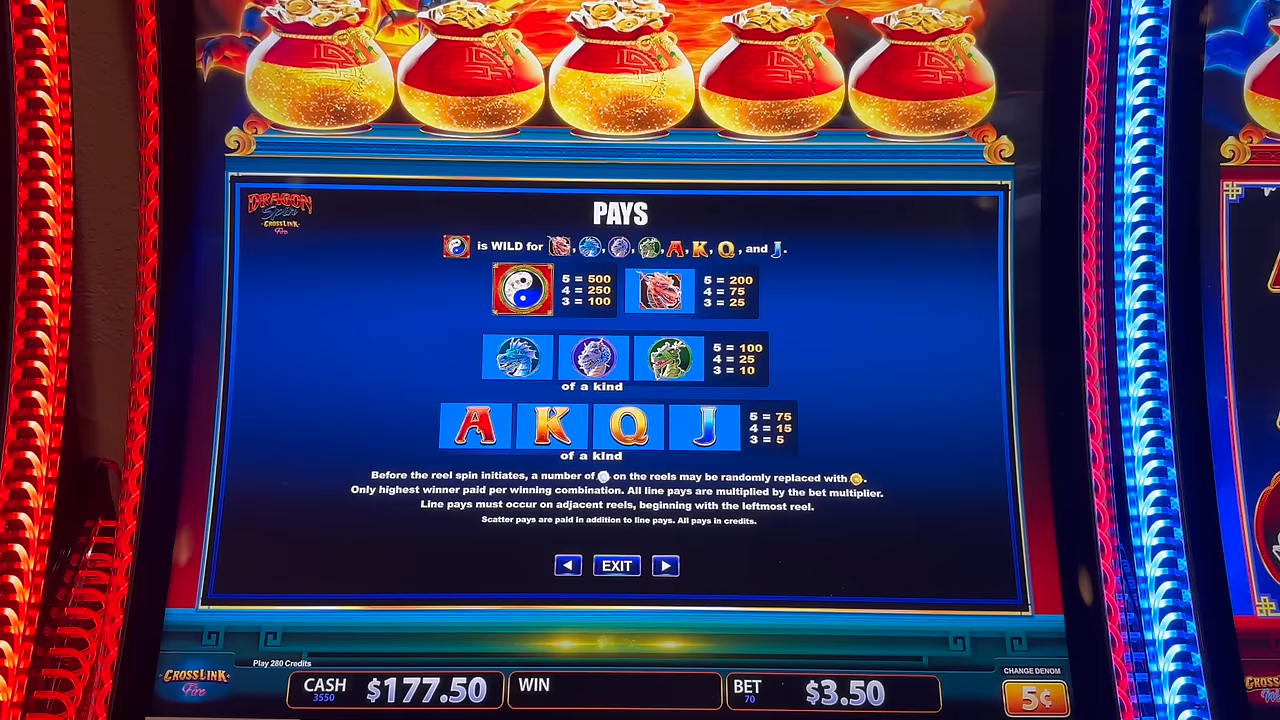 DRAGON
Spin
CROSSLINK
Fire
PAYS
is WILD for , , , , A, K, Q, and J.
5 = 500
4 = 250
3 = 100
5 = 200
4 = 75
3 = 25
5 = 100
4 = 25
3 = 10
of a kind
A K Q J
5 = 75
4 = 15
3 = 5
of a kind
Before the reel spin initiates, a number of on the reels may be randomly replaced with .
Only highest winner paid per winning combination. All line pays are multiplied by the bet multiplier.
Line pays must occur on adjacent reels, beginning with the leftmost reel.
Scatter pays are paid in addition to line pays. All pays in credits.
EXIT
Play 280 Credits
CROSSLINK
Fire
CASH
3550
$177.50
WIN
BET
70
$3.50
CHANGE DENOM
5¢